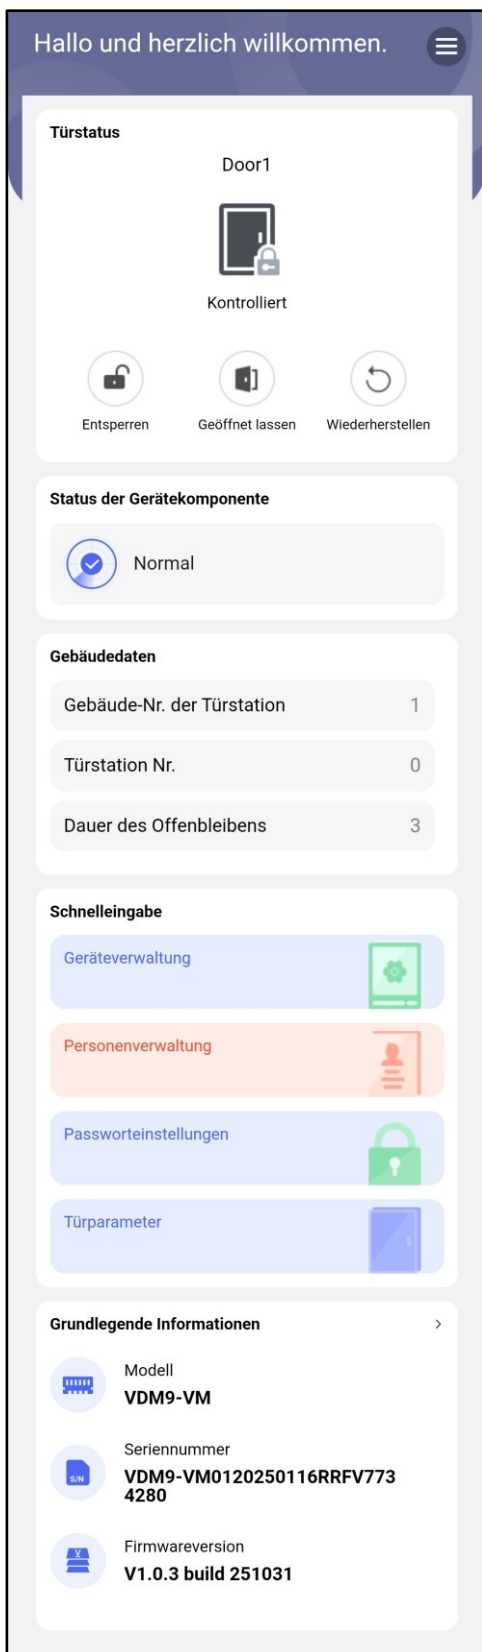 Hallo und herzlich willkommen.
Türstatus
Door1
Kontrolliert
Entsperren
Geöffnet lassen
Wiederherstellen
Status der Gerätekomponente
Normal
Gebäudedaten
Gebäude-Nr. der Türstation 1
Türstation Nr. 0
Dauer des Offenbleibens 3
Schnelleingabe
Geräteverwaltung
Personenverwaltung
Passworteinstellungen
Türparameter
Grundlegende Informationen
Modell
VDM9-VM
S/N
Seriennummer
VDM9-VM0120250116RRFV773
4280
V
Firmwareversion
V1.0.3 build 251031